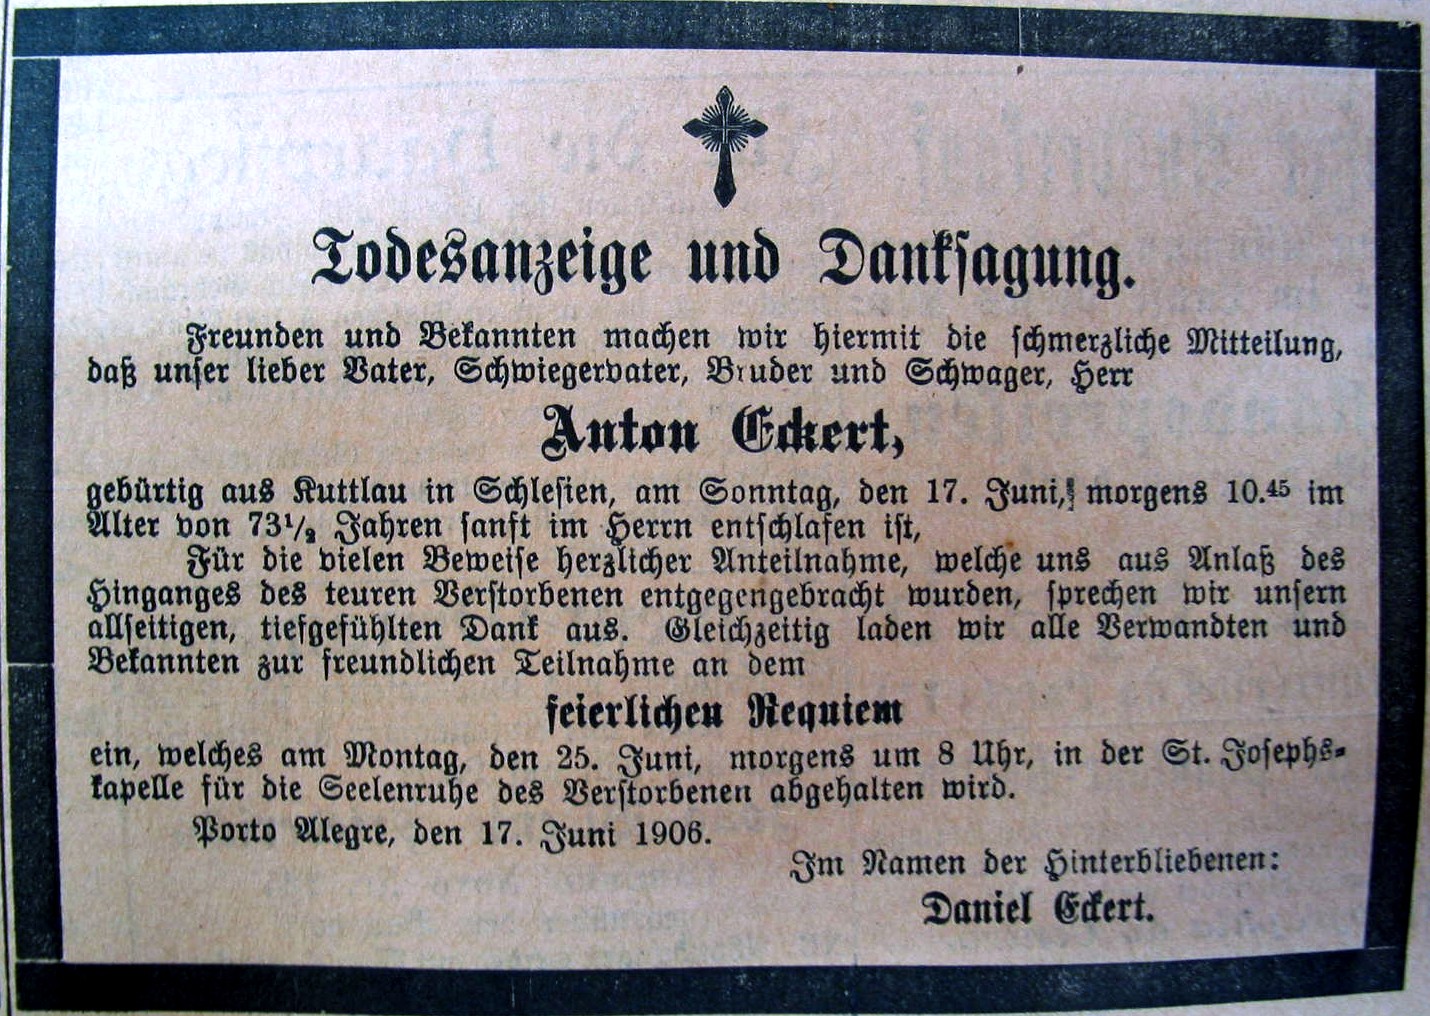 Todesanzeige und Danksagung.
Freunden und Bekannten machen wir hiermit die schmerzliche Mitteilung,
daß unser lieber Vater, Schwiegervater, Bruder und Schwager, Herr
Anton Eckert,
gebürtig aus Kuttlau in Schlesien, am Sonntag, den 17. Juni, morgens 10.45 im
Alter von 73½ Jahren sanft im Herrn entschlafen ist,
Für die vielen Beweise herzlicher Anteilnahme, welche uns aus Anlaß des
Hinganges des teuren Verstorbenen entgegengebracht wurden, sprechen wir unsern
allseitigen, tiefgefühlten Dank aus. Gleichzeitig laden wir alle Verwandten und
Bekannten zur freundlichen Teilnahme an dem
feierlichen Requiem
ein, welches am Montag, den 25. Juni, morgens um 8 Uhr, in der St. Josephs-
kapelle für die Seelenruhe des Verstorbenen abgehalten wird.
Porto Alegre, den 17. Juni 1906.
Im Namen der Hinterbliebenen:
Daniel Eckert.